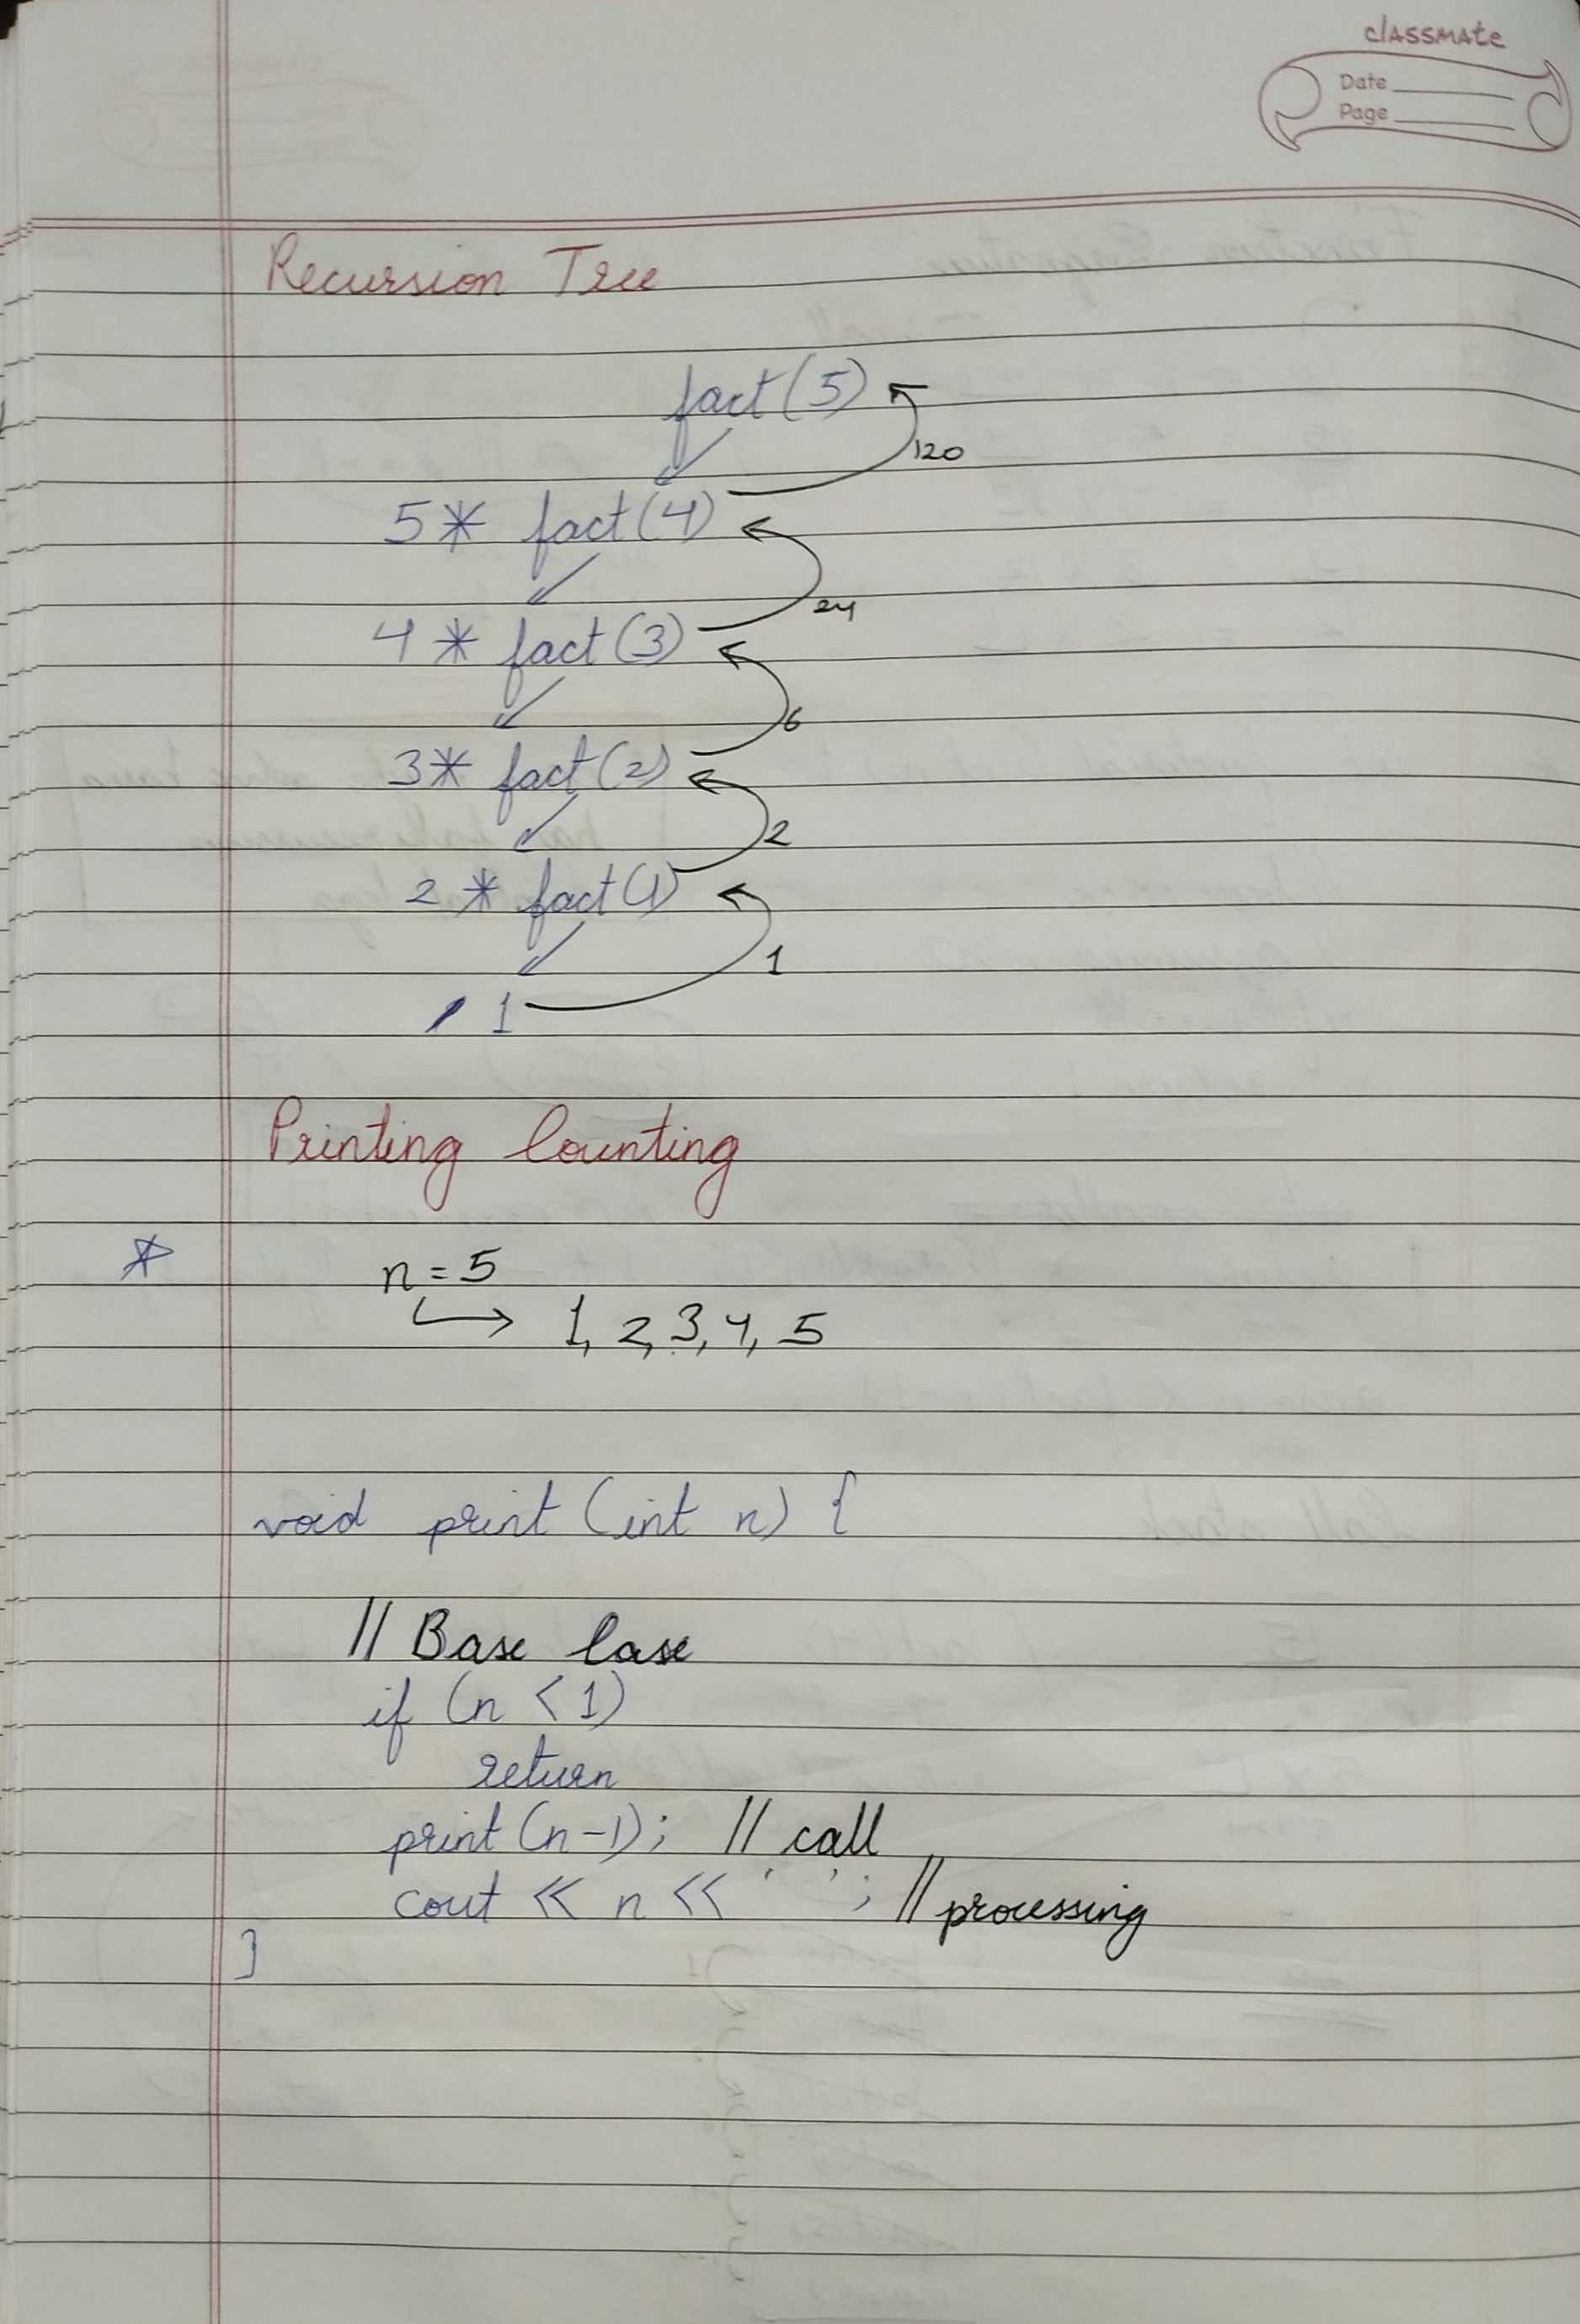 classmate
Date
Page
Recursion Tree
fact(5)
120
5 * fact(4)
24
4 * fact(3)
6
3 * fact(2)
2
2 * fact(1)
1
1
Printing Counting
n = 5
1, 2, 3, 4, 5
void print (int n) {
// Base Case
if (n < 1)
return
print (n-1); // call
cout << n << ' '; // processing
}